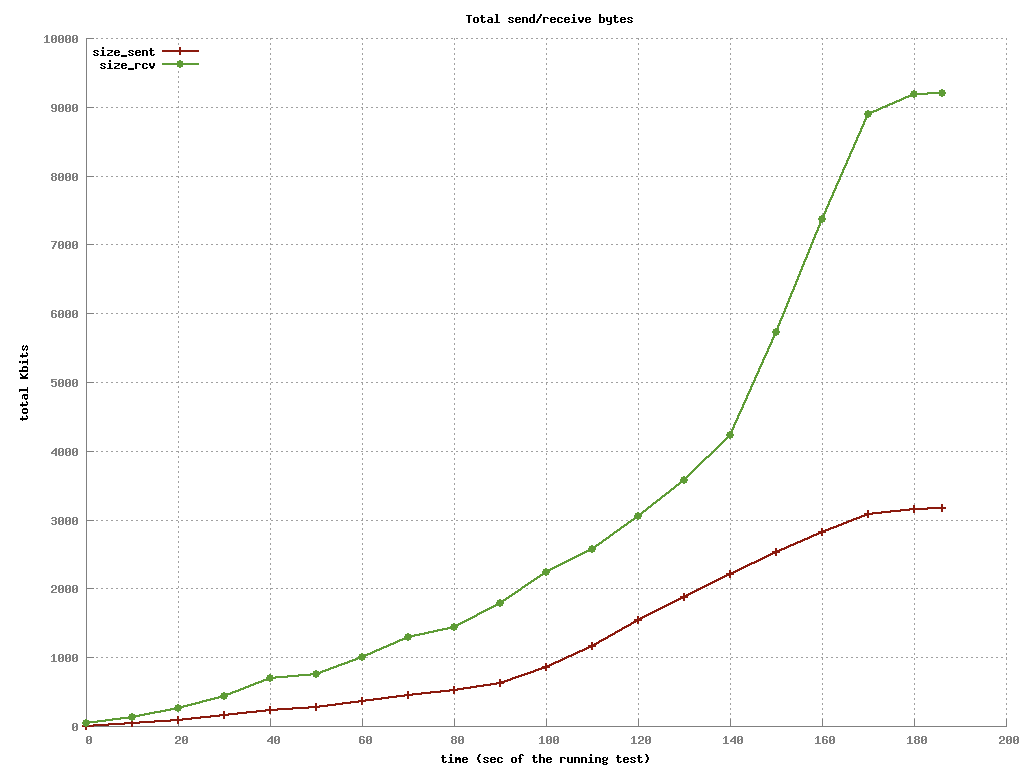 Total send/receive bytes
10000
size_sent
size_rcv
9000
8000
7000
6000
5000
4000
3000
2000
1000
0
total Kbits
0 20 40 60 80 100 120 140 160 180 200
time (sec of the running test)